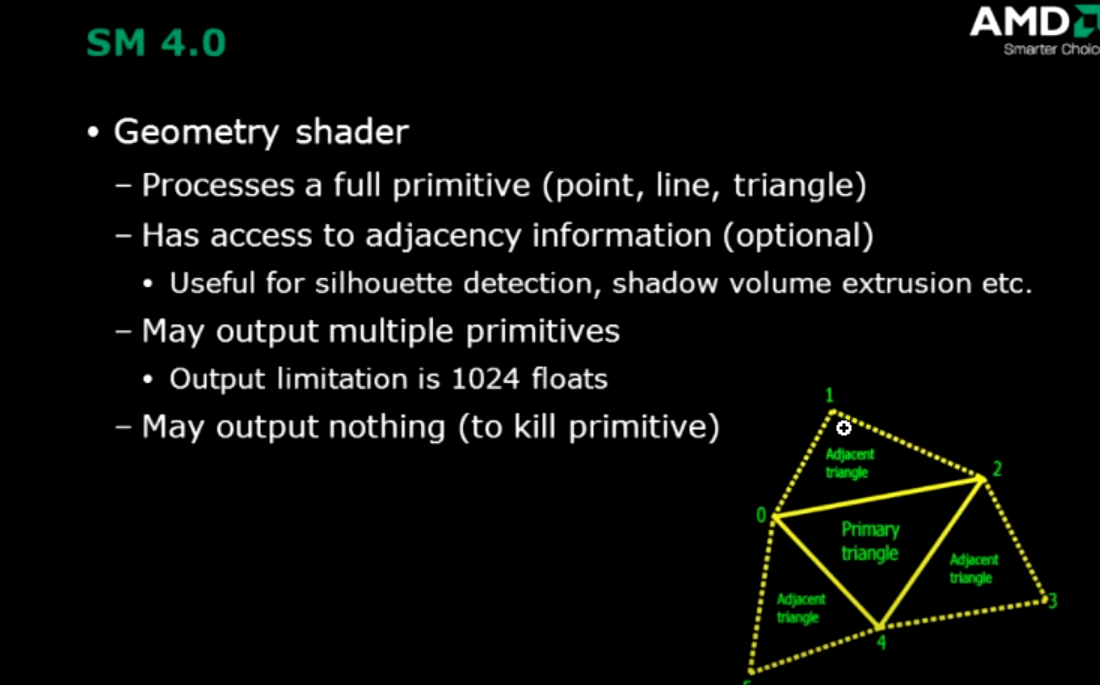 AMD
Smarter Choic
SM 4.0
• Geometry shader
– Processes a full primitive (point, line, triangle)
– Has access to adjacency information (optional)
• Useful for silhouette detection, shadow volume extrusion etc.
– May output multiple primitives
• Output limitation is 1024 floats
– May output nothing (to kill primitive)
1
Adjacent
triangle
2
0
Primary
triangle
Adjacent
triangle
Adjacent
triangle
3
4